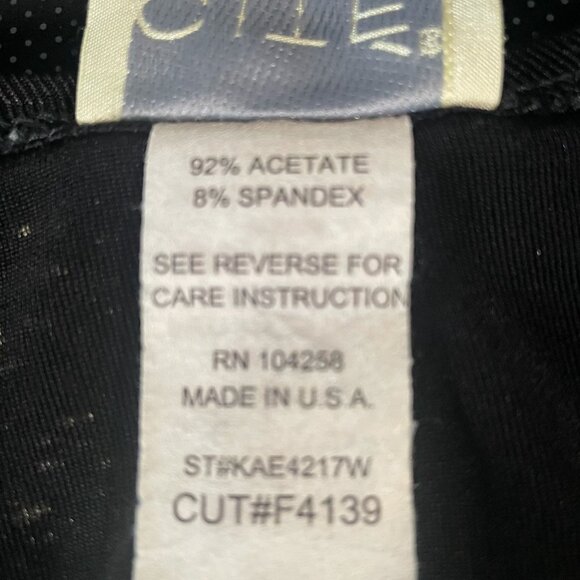 92% ACETATE
8% SPANDEX
SEE REVERSE FOR
CARE INSTRUCTION
RN 104258
MADE IN U.S.A.
ST#KAE4217W
CUT#F4139